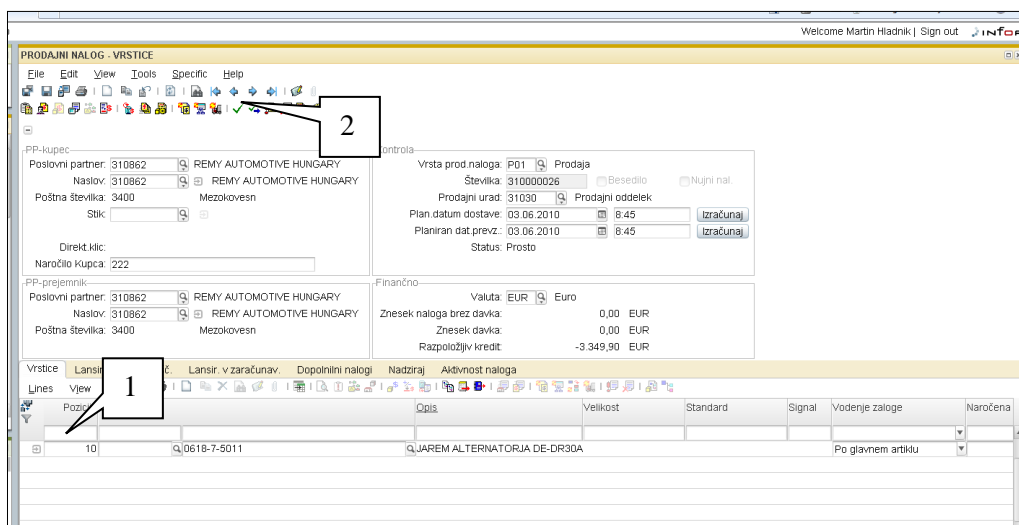 Welcome Martin Hladnik | Sign out infor
PRODAJNI NALOG - VRSTICE
File Edit View Tools Specific Help
2
PP-kupec
Poslovni partner: 310862 REMY AUTOMOTIVE HUNGARY
Naslov: 310862 REMY AUTOMOTIVE HUNGARY
Poštna številka: 3400 Mezokovesn
Stik:
Direkt.klic:
Naročilo Kupca: 222
Kontrola
Vrsta prod.naloga: P01 Prodaja
Številka: 310000026 Besedilo Nujni nal.
Prodajni urad: 31030 Prodajni oddelek
Plan.datum dostave: 03.06.2010 8:45 Izračunaj
Planiran dat.prevz.: 03.06.2010 8:45 Izračunaj
Status: Prosto
PP-prejemnik
Poslovni partner: 310862 REMY AUTOMOTIVE HUNGARY
Naslov: 310862 REMY AUTOMOTIVE HUNGARY
Poštna številka: 3400 Mezokovesn
Finančno
Valuta: EUR Euro
Znesek naloga brez davka: 0,00 EUR
Znesek davka: 0,00 EUR
Razpoložljiv kredit: -3.349,90 EUR
Vrstice Lansir. v zaračunav. Dopolnilni nalogi Nadziraj Aktivnost naloga
1
Lines View
Opis Velikost Standard Signal Vodenje zaloge Naročena
10 0618-7-5011 JAREM ALTERNATORJA DE-DR30A Po glavnem artiklu